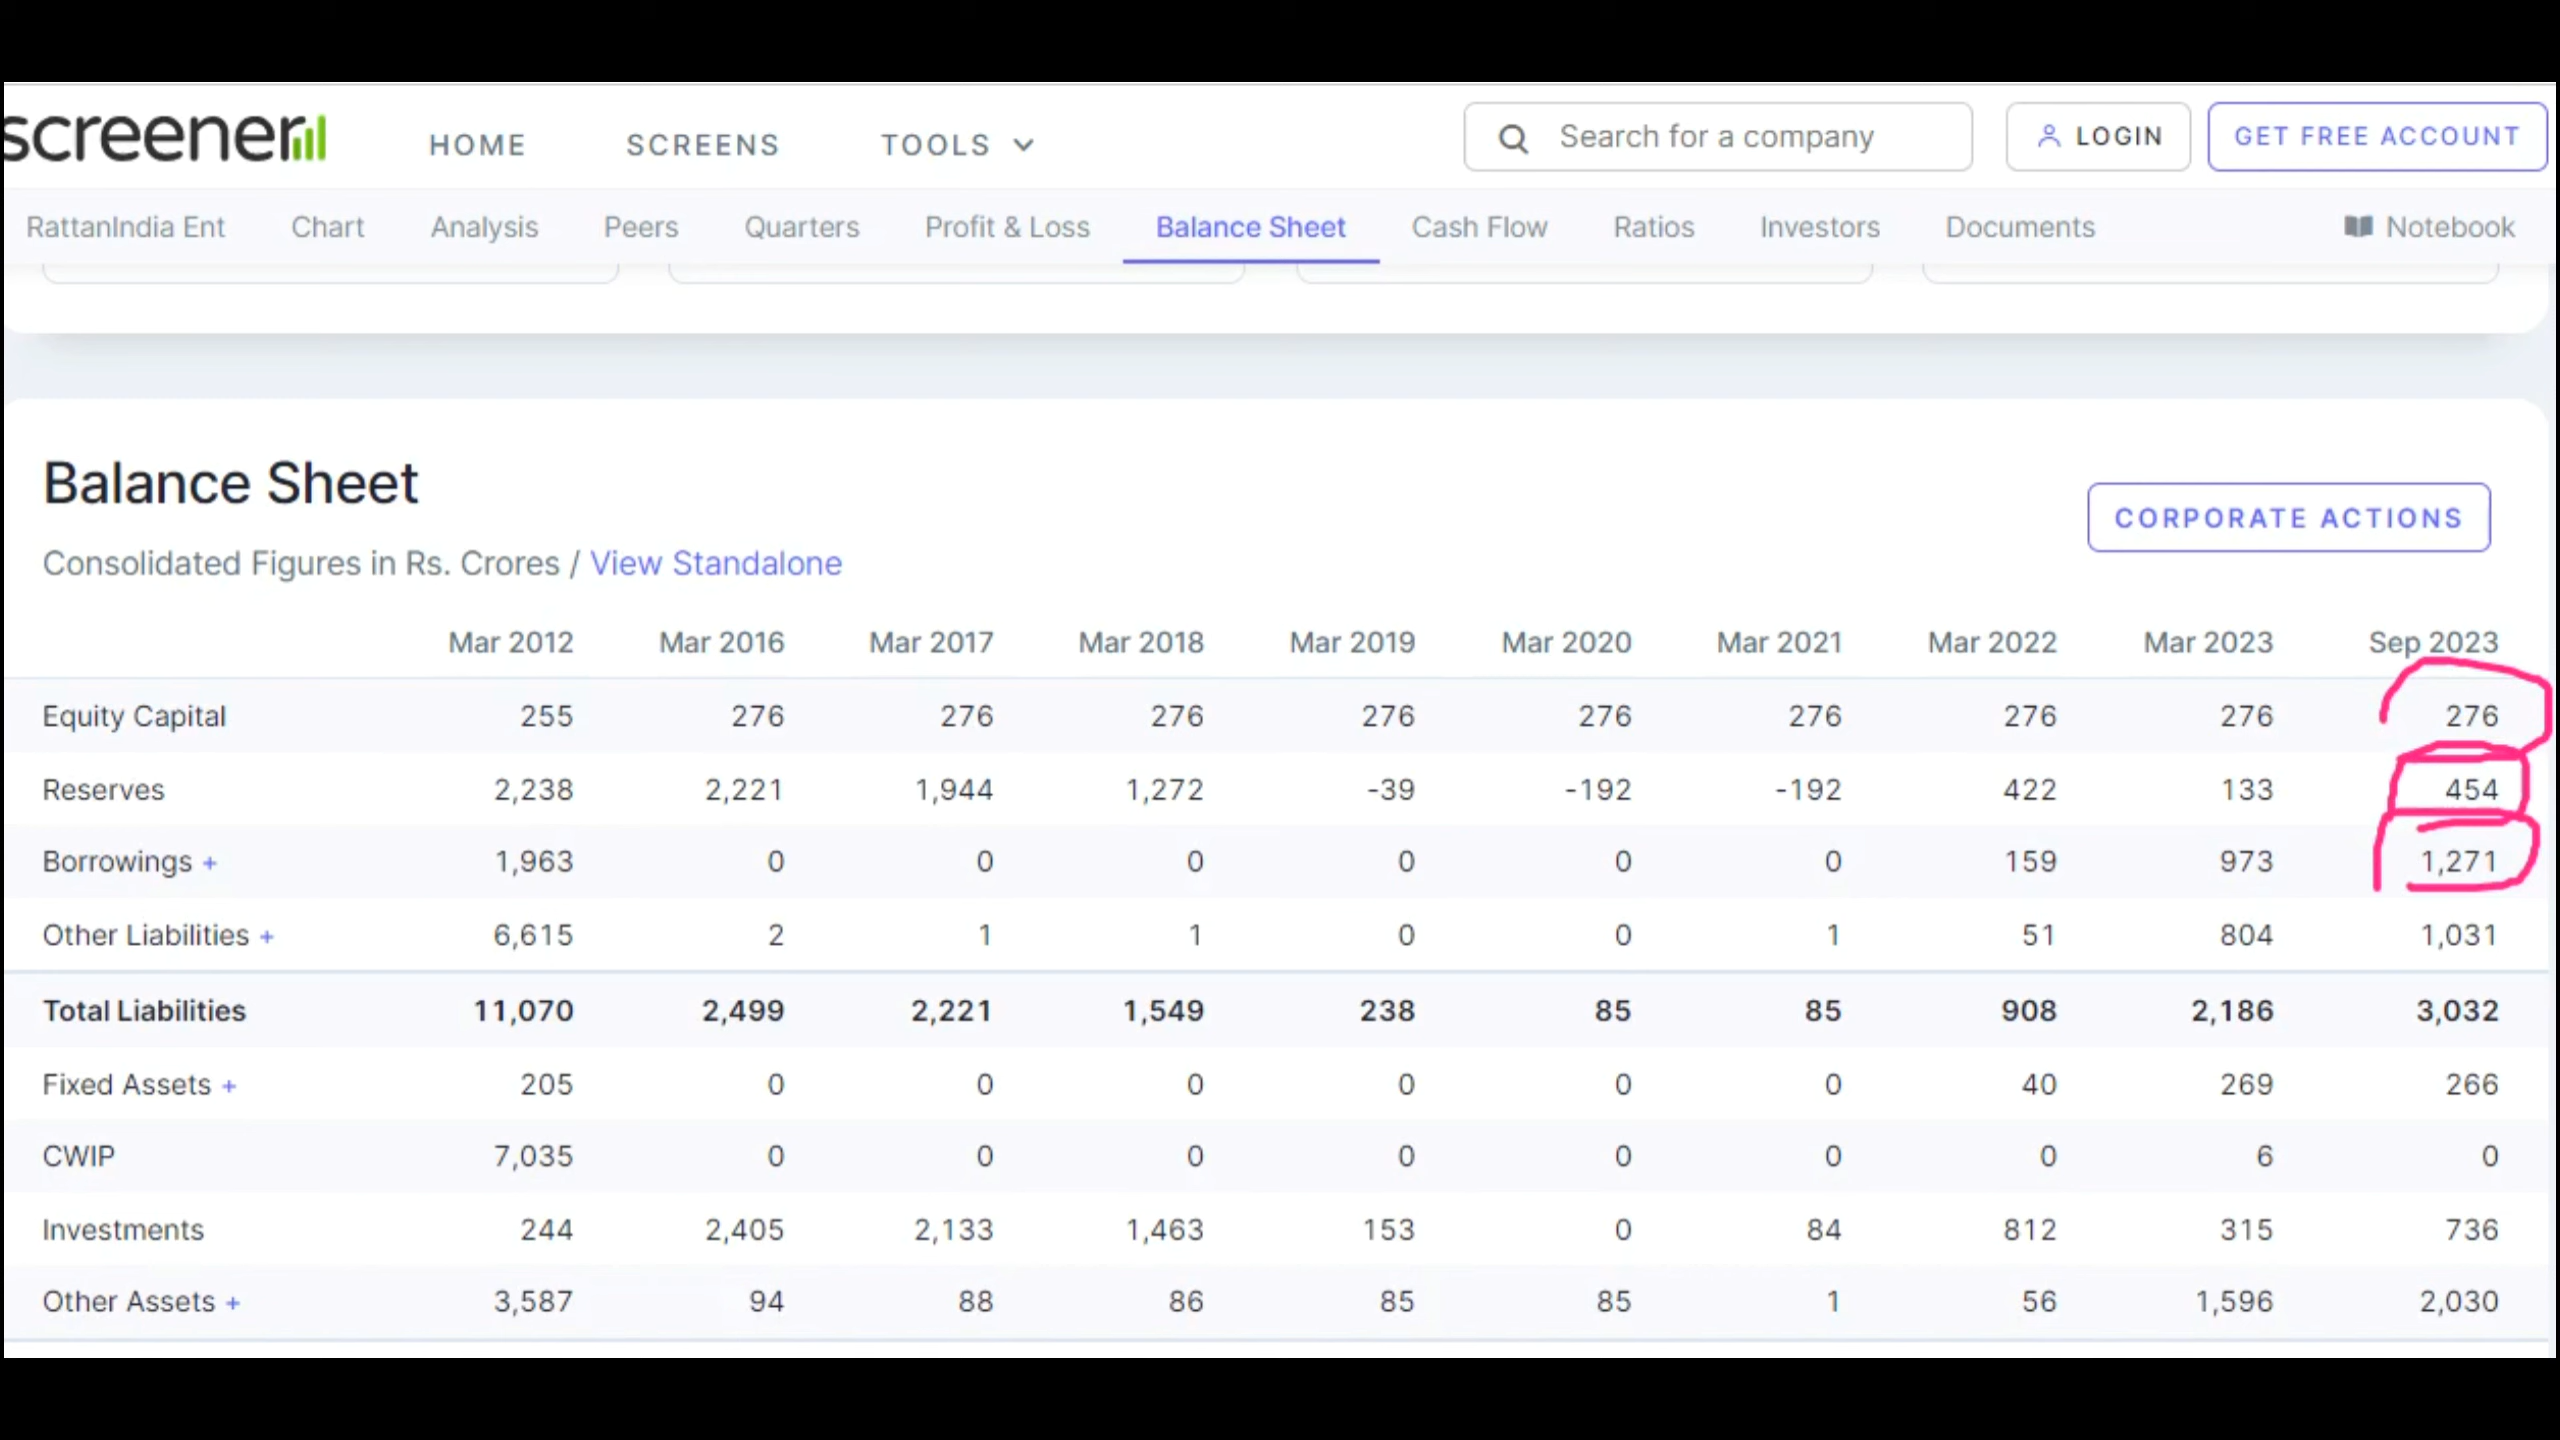 screener HOME SCREENS TOOLS Search for a company LOGIN GET FREE ACCOUNT
RattanIndia Ent Chart Analysis Peers Quarters Profit & Loss Balance Sheet Cash Flow Ratios Investors Documents Notebook
Balance Sheet
CORPORATE ACTIONS
Consolidated Figures in Rs. Crores / View Standalone
Mar 2012 Mar 2016 Mar 2017 Mar 2018 Mar 2019 Mar 2020 Mar 2021 Mar 2022 Mar 2023 Sep 2023
Equity Capital 255 276 276 276 276 276 276 276 276 276
Reserves 2,238 2,221 1,944 1,272 -39 -192 -192 422 133 454
Borrowings + 1,963 0 0 0 0 0 0 159 973 1,271
Other Liabilities + 6,615 2 1 1 0 0 1 51 804 1,031
Total Liabilities 11,070 2,499 2,221 1,549 238 85 85 908 2,186 3,032
Fixed Assets + 205 0 0 0 0 0 0 40 269 266
CWIP 7,035 0 0 0 0 0 0 0 6 0
Investments 244 2,405 2,133 1,463 153 0 84 812 315 736
Other Assets + 3,587 94 88 86 85 85 1 56 1,596 2,030